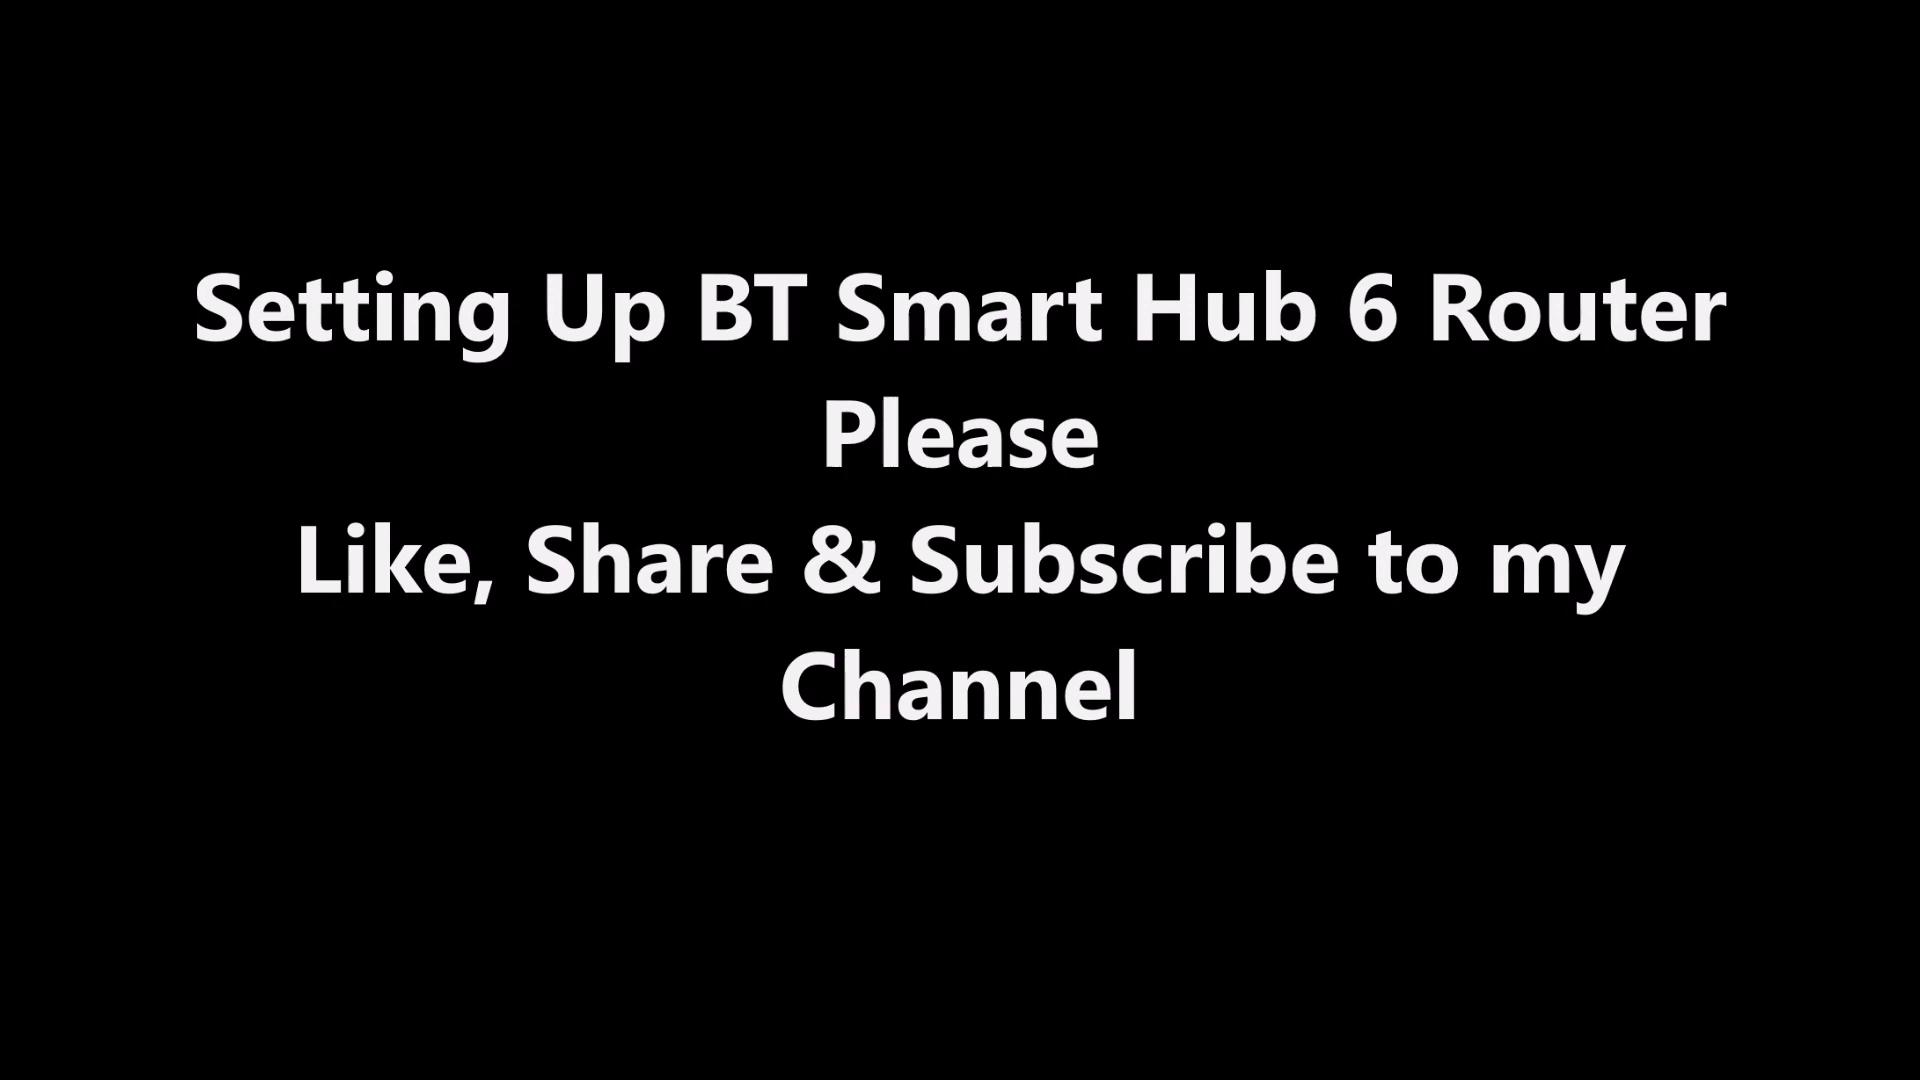 Setting Up BT Smart Hub 6 Router
Please
Like, Share & Subscribe to my
Channel